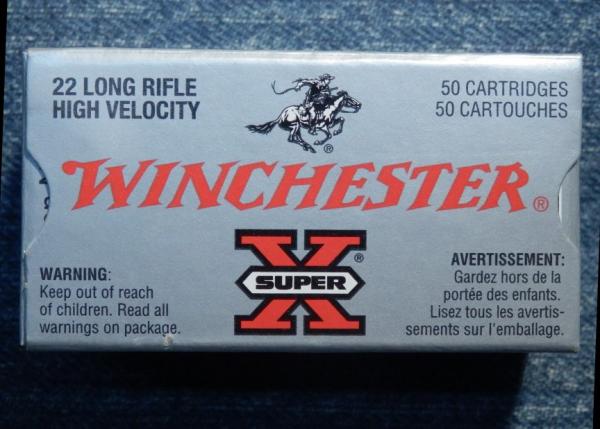 22 LONG RIFLE
HIGH VELOCITY
50 CARTRIDGES
50 CARTOUCHES
®
WINCHESTER®
X®
SUPER
WARNING:
Keep out of reach
of children. Read all
warnings on package.
AVERTISSEMENT:
Gardez hors de la
portée des enfants.
Lisez tous les avertis-
sements sur l'emballage.